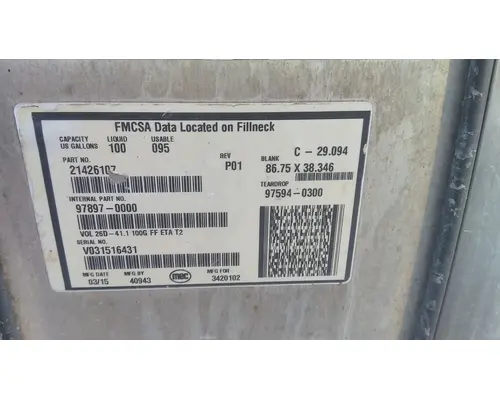 FMCSA Data Located on Fillneck
CAPACITY LIQUID USABLE
US GALLONS 100 095
C - 29.094
PART NO. REV BLANK
21426107 P01 86.75 X 38.346
TEARDROP
97594-0300
INTERNAL PART NO.
97897-0000
VOL 26D-41.1 100G FF ETA T2
SERIAL NO.
V031516431
MFG DATE MFG BY MFG FOR
03/15 40943 mac 3420102